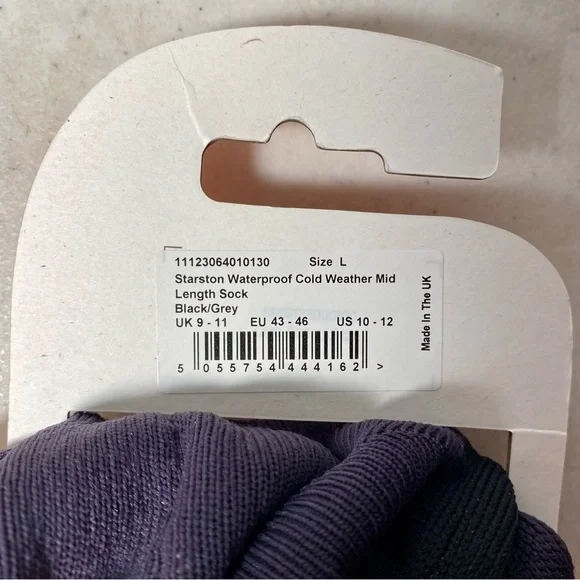 11123064010130 Size L
Starston Waterproof Cold Weather Mid
Length Sock
Black/Grey
UK 9 - 11 EU 43 - 46 US 10 - 12
5 055754 444162 >
Made In The UK